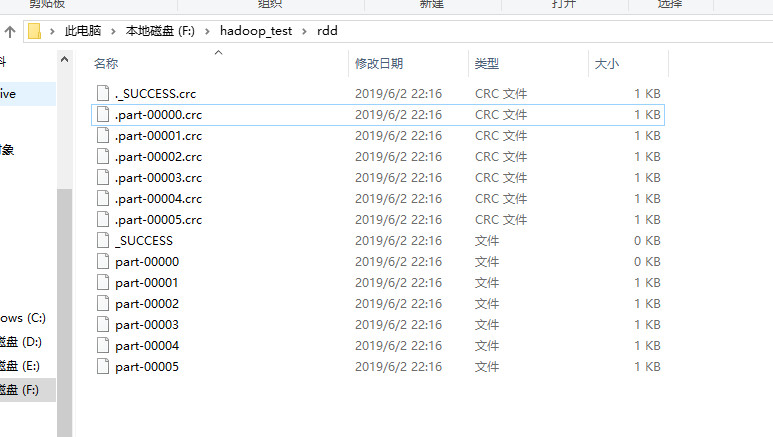 剪贴板 组织 新建 打开 选择
此电脑 本地磁盘 (F:) hadoop_test rdd
名称 修改日期 类型 大小
._SUCCESS.crc 2019/6/2 22:16 CRC 文件 1 KB
.part-00000.crc 2019/6/2 22:16 CRC 文件 1 KB
.part-00001.crc 2019/6/2 22:16 CRC 文件 1 KB
.part-00002.crc 2019/6/2 22:16 CRC 文件 1 KB
.part-00003.crc 2019/6/2 22:16 CRC 文件 1 KB
.part-00004.crc 2019/6/2 22:16 CRC 文件 1 KB
.part-00005.crc 2019/6/2 22:16 CRC 文件 1 KB
_SUCCESS 2019/6/2 22:16 文件 0 KB
part-00000 2019/6/2 22:16 文件 0 KB
part-00001 2019/6/2 22:16 文件 1 KB
part-00002 2019/6/2 22:16 文件 1 KB
part-00003 2019/6/2 22:16 文件 1 KB
part-00004 2019/6/2 22:16 文件 1 KB
part-00005 2019/6/2 22:16 文件 1 KB
ive
对象
ows (C:)
磁盘 (D:)
磁盘 (E:)
磁盘 (F:)